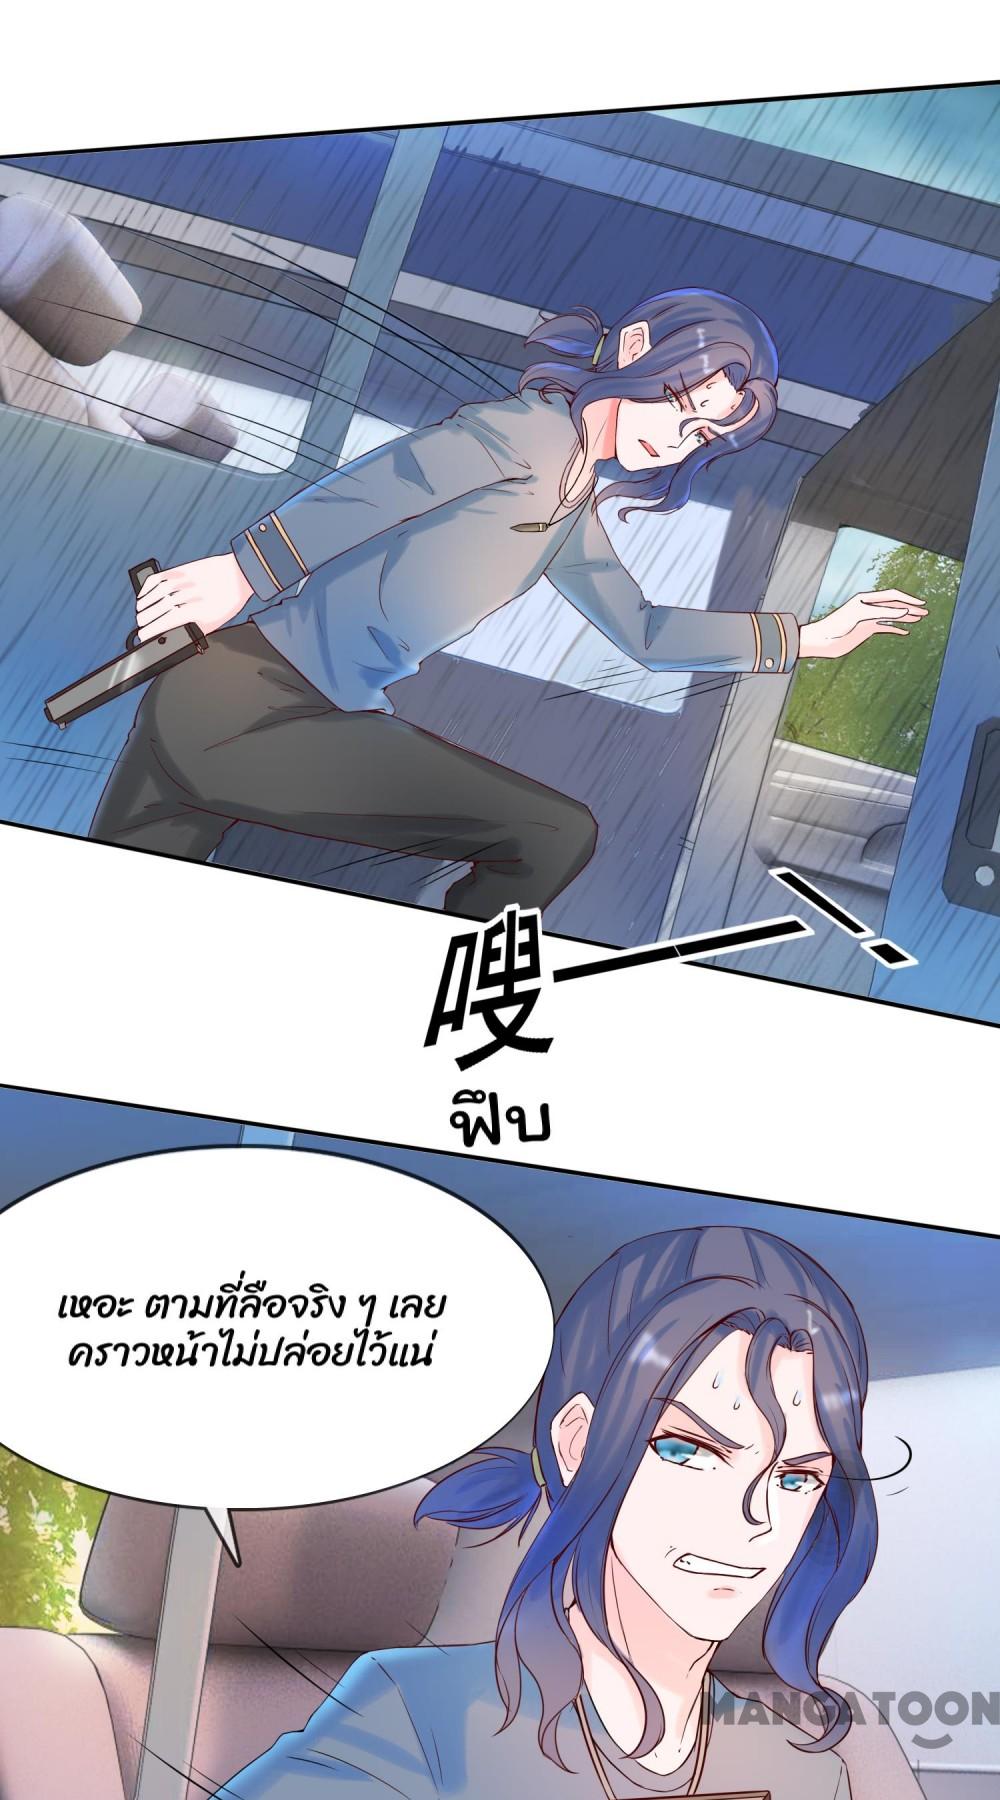 嗖
ฟึบ
เหอะ ตามที่ลือจริง ๆ เลย
คราวหน้าไม่ปล่อยไว้แน่
MANGATOON